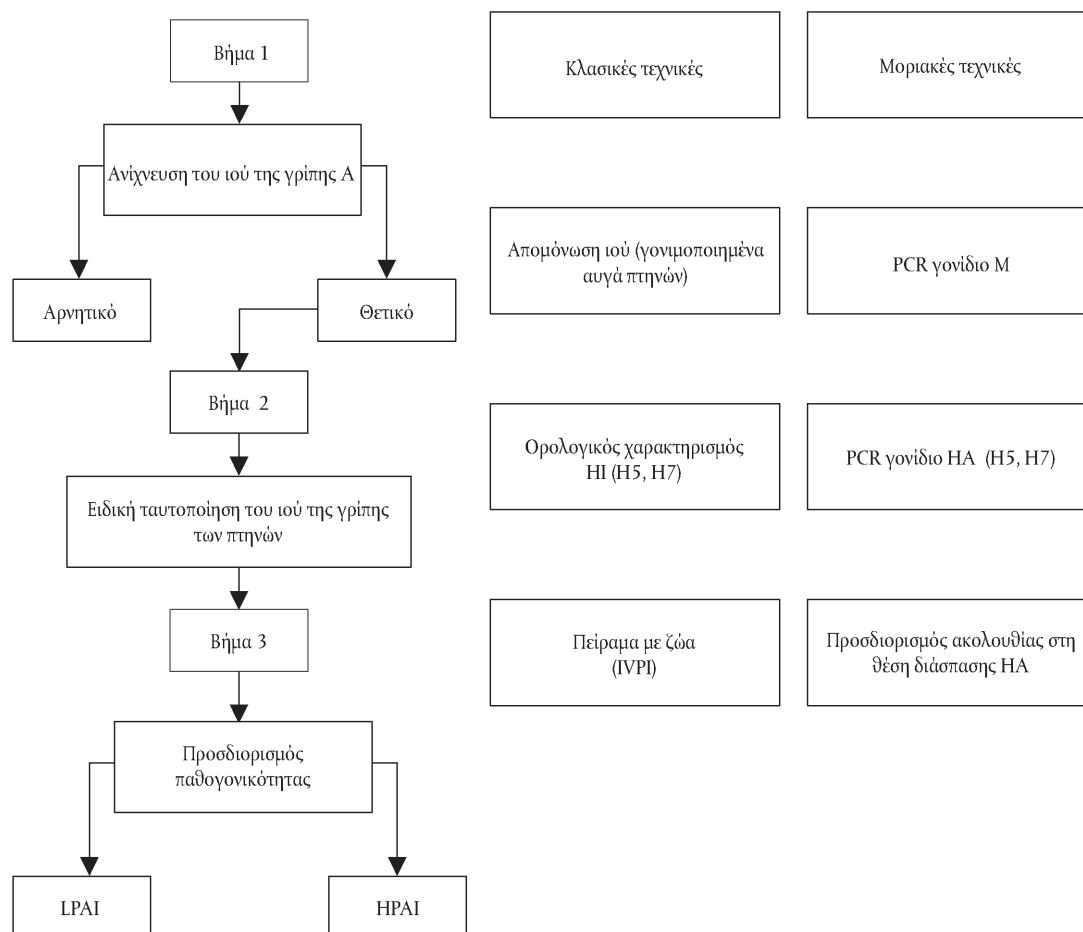 Βήμα 1
Κλασικές τεχνικές
Μοριακές τεχνικές
Ανίχνευση του ιού της γρίπης Α
Απομόνωση ιού (γονιμοποιημένα
αυγά πτηνών)
PCR γονίδιο M
Αρνητικό
Θετικό
Βήμα 2
Ορολογικός χαρακτηρισμός
HI (H5, H7)
PCR γονίδιο HA (H5, H7)
Ειδική ταυτοποίηση του ιού της γρίπης
των πτηνών
Βήμα 3
Πείραμα με ζώα
(IVPI)
Προσδιορισμός ακολουθίας στη
θέση διάσπασης HA
Προσδιορισμός
παθογονικότητας
LPAI
HPAI